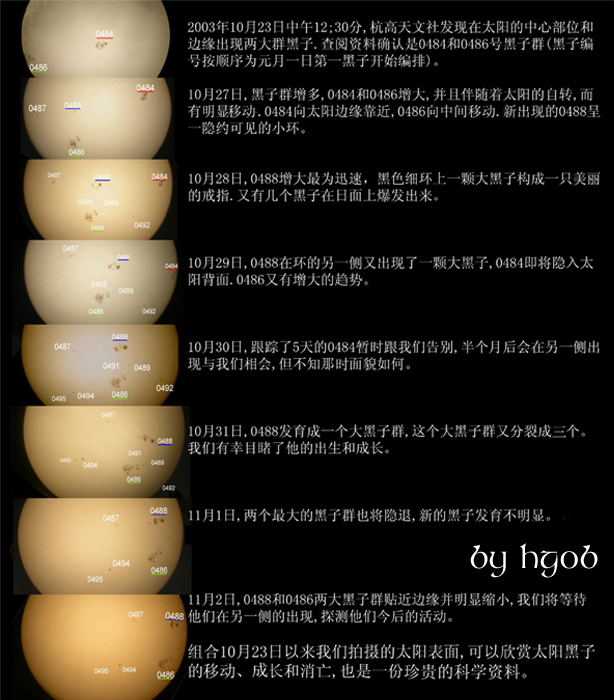 2003年10月23日中午12;30分,杭高天文社发现在太阳的中心部位和
边缘出现两大群黑子.查阅资料确认是0484和0486号黑子群(黑子编
号按顺序为元月一日第一黑子开始编排)。
0484
0486
10月27日,黑子群增多,0484和0486增大,并且伴随着太阳的自转,而
有明显移动.0484向太阳边缘靠近,0486向中间移动.新出现的0488呈
一隐约可见的小环。
0484
0487
0488
0486
10月28日,0488增大最为迅速，黑色细环上一颗大黑子构成一只美丽
的戒指.又有几个黑子在日面上爆发出来。
0487
0488
0484
0491
0489
0486
0492
10月29日,0488在环的另一侧又出现了一颗大黑子,0484即将隐入太
阳背面.0486又有增大的趋势。
0487
0488
0484
0492
0489
0486
0492
10月30日,跟踪了5天的0484暂时跟我们告别,半个月后会在另一侧出
现与我们相会,但不知那时面貌如何。
0488
0487
0491
0489
0492
0495
0494
0486
10月31日,0488发育成一个大黑子群,这个大黑子群又分裂成三个。
我们有幸目睹了他的出生和成长。
0487
0488
0491
0494
0489
0486
0492
11月1日,两个最大的黑子群也将隐退,新的黑子发育不明显。
0488
0487
0494
0486
0495
by hgob
11月2日,0488和0486两大黑子群贴近边缘并明显缩小,我们将等待
他们在另一侧的出现,探测他们今后的活动。
0487
0488
0495
0494
0486
组合10月23日以来我们拍摄的太阳表面,可以欣赏太阳黑子
的移动、成长和消亡,也是一份珍贵的科学资料。